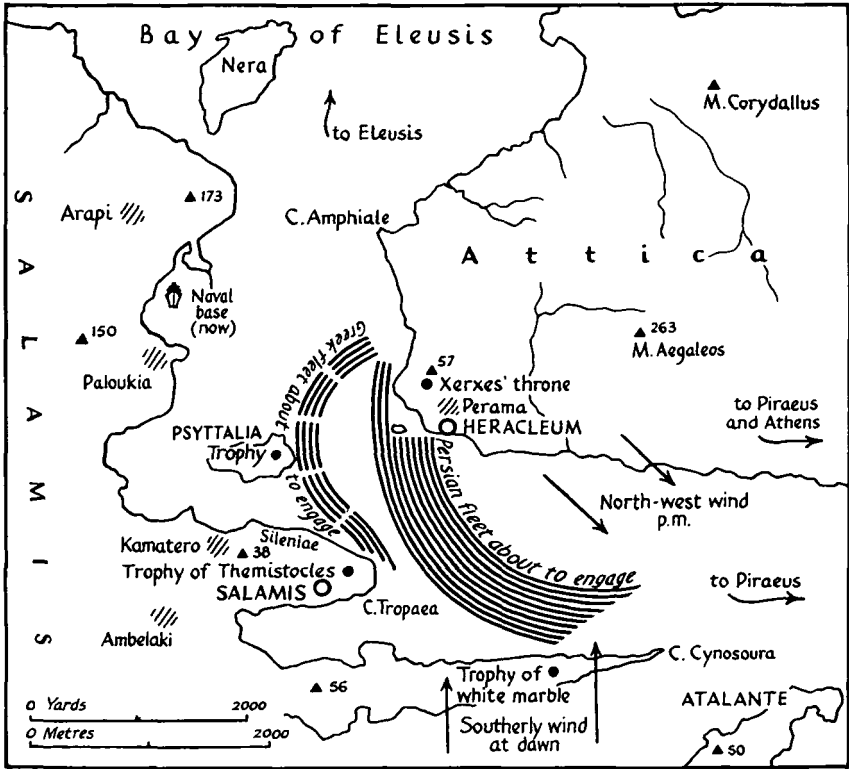 Bay of Eleusis
Nera
M. Corydallus
to Eleusis
173
Arapi
C. Amphiale
Attica
SALAMIS
Naval
base
(now)
150
Paloukia
263
M. Aegaleos
Greek fleet about
to engage
57
Xerxes' throne
Perama
HERACLEUM
to Piraeus
and Athens
PSYTTALIA
Trophy
Persian fleet about to engage
North-west wind
p.m.
Kamatero
38
Sileniae
Trophy of Themistocles
SALAMIS
C. Tropaea
to Piraeus
Ambelaki
C. Cynosoura
56
Trophy of
white marble
Southerly wind
at dawn
ATALANTE
50
0 Yards 2000
0 Metres 2000